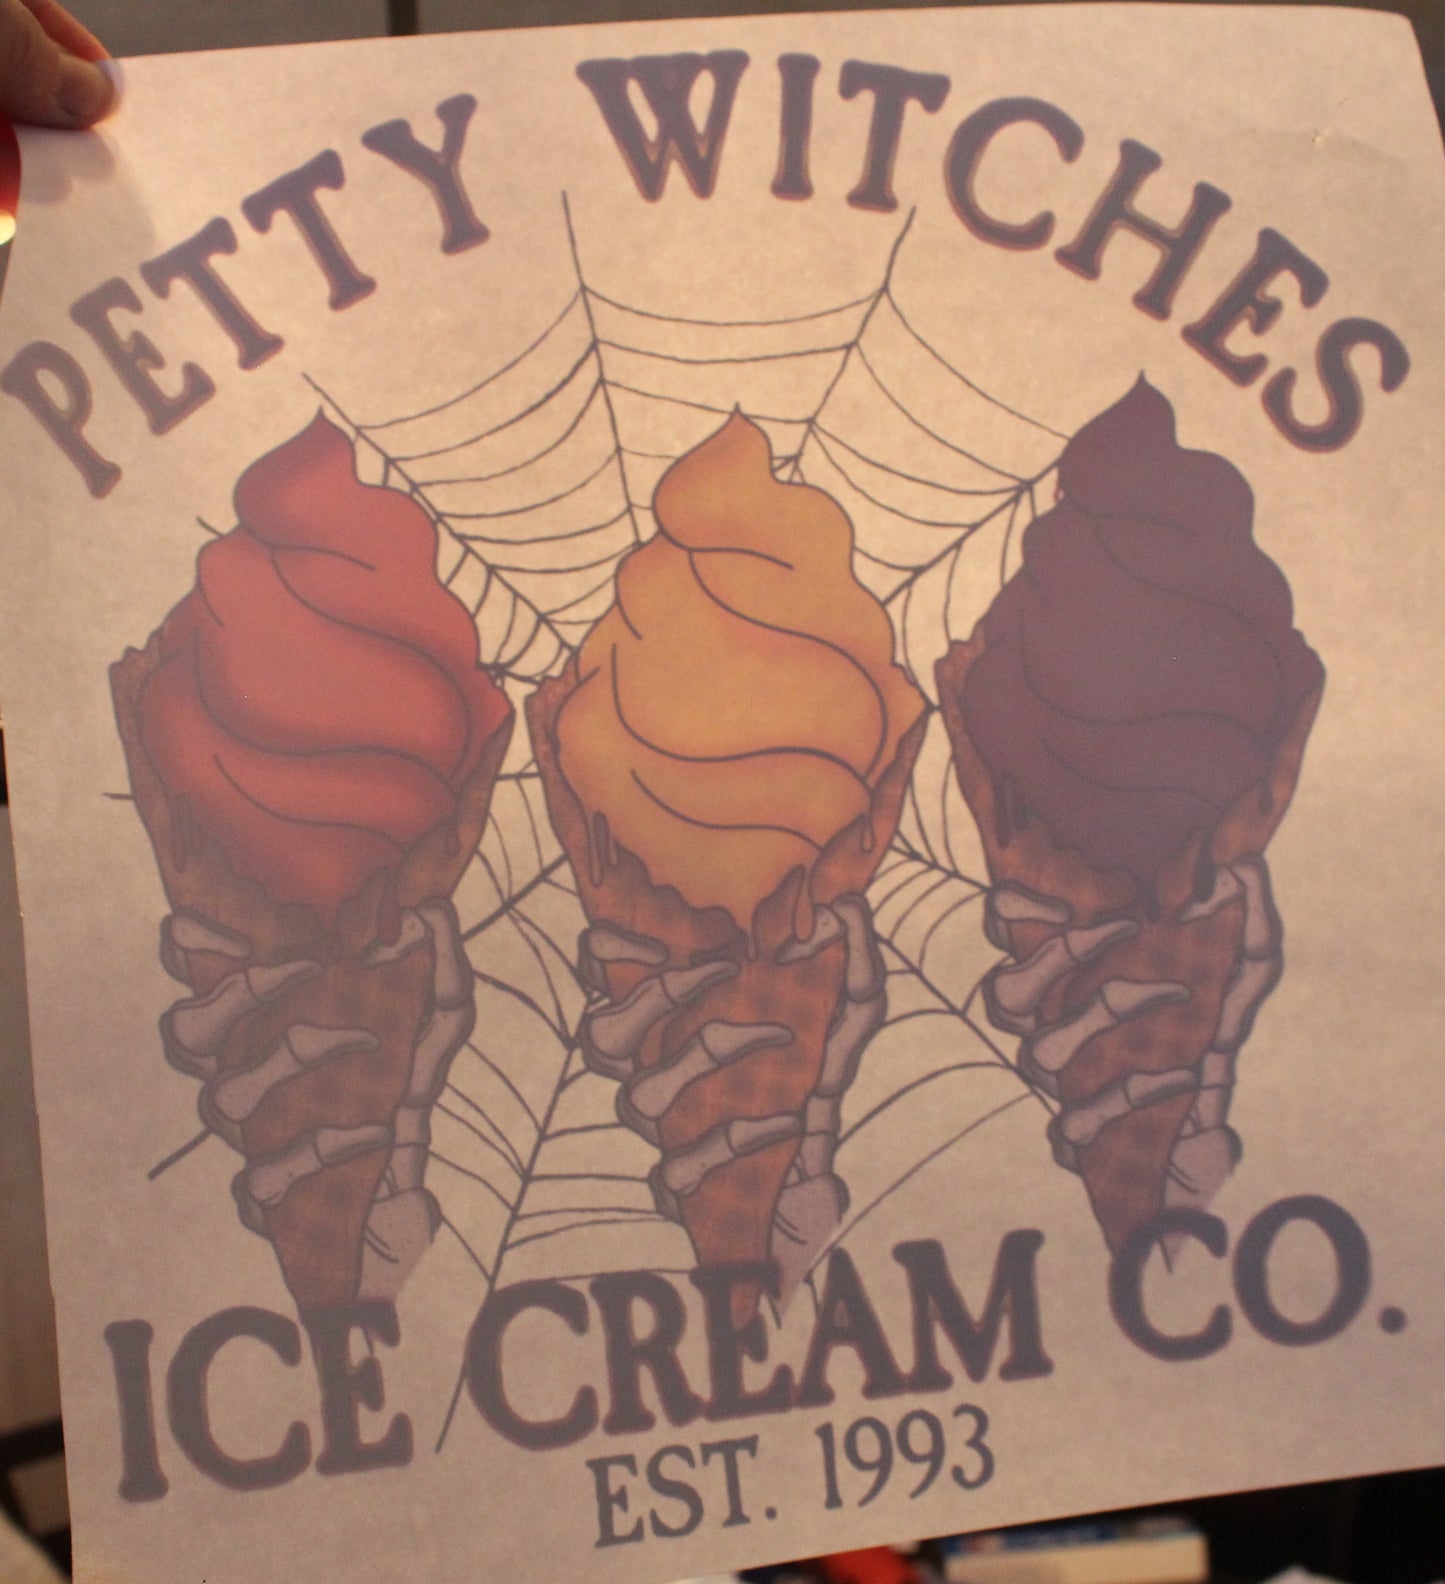 PETTY WITCHES
ICE CREAM CO.
EST. 1993